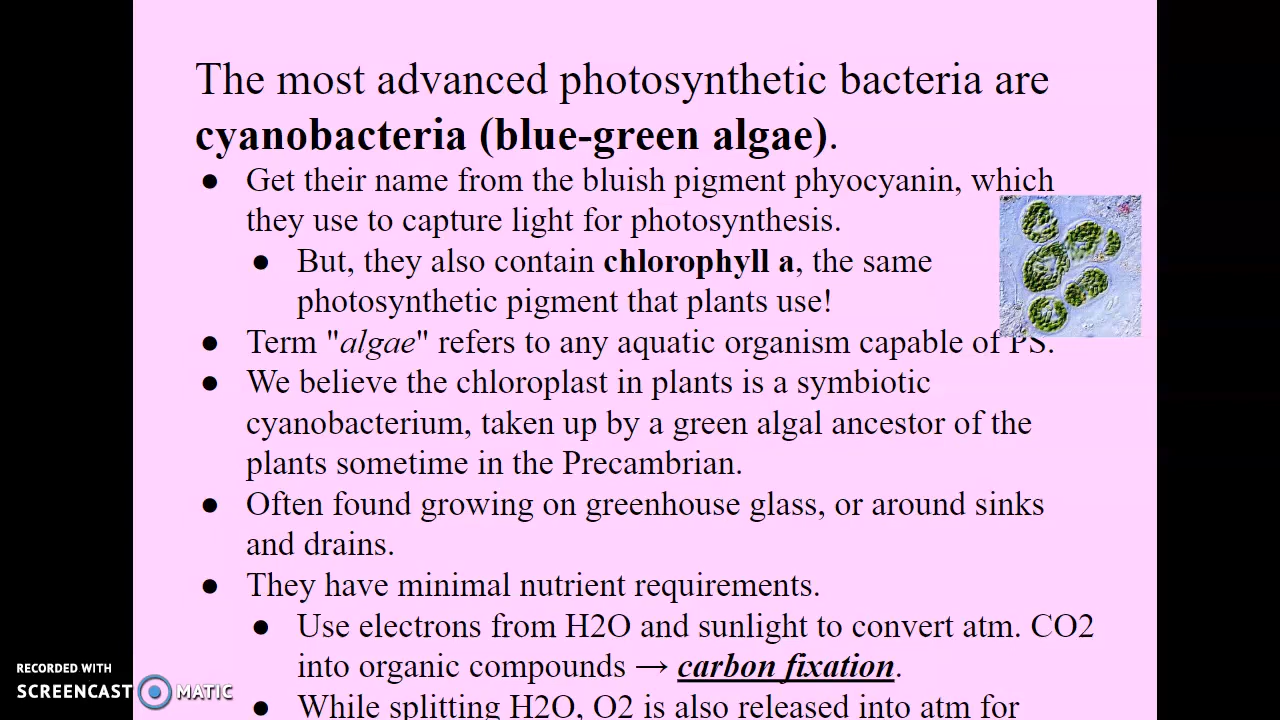 The most advanced photosynthetic bacteria are
cyanobacteria (blue-green algae).
● Get their name from the bluish pigment phyocyanin, which
they use to capture light for photosynthesis.
● But, they also contain chlorophyll a, the same
photosynthetic pigment that plants use!
● Term "algae" refers to any aquatic organism capable of PS.
● We believe the chloroplast in plants is a symbiotic
cyanobacterium, taken up by a green algal ancestor of the
plants sometime in the Precambrian.
● Often found growing on greenhouse glass, or around sinks
and drains.
● They have minimal nutrient requirements.
● Use electrons from H2O and sunlight to convert atm. CO2
into organic compounds → carbon fixation.
● While splitting H2O, O2 is also released into atm for
RECORDED WITH
SCREENCAST MATIC